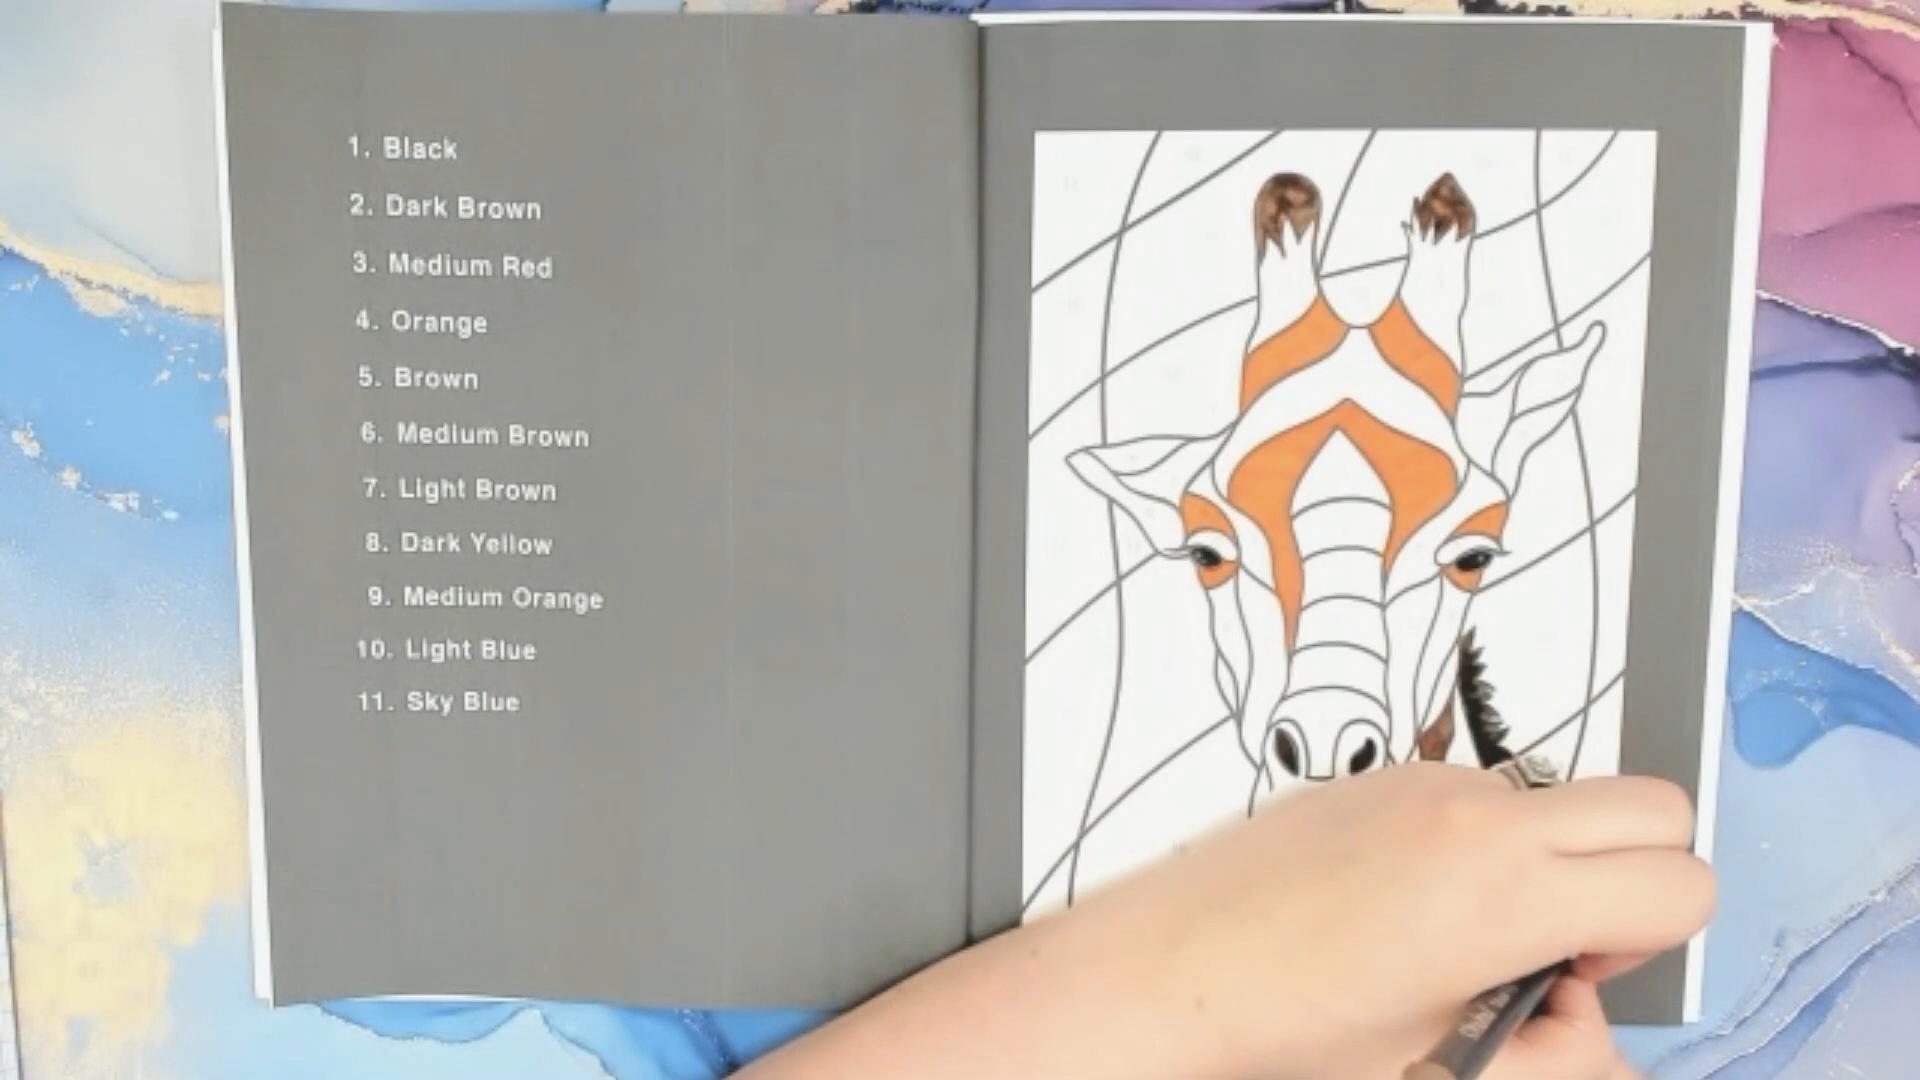 1. Black
2. Dark Brown
3. Medium Red
4. Orange
5. Brown
6. Medium Brown
7. Light Brown
8. Dark Yellow
9. Medium Orange
10. Light Blue
11. Sky Blue